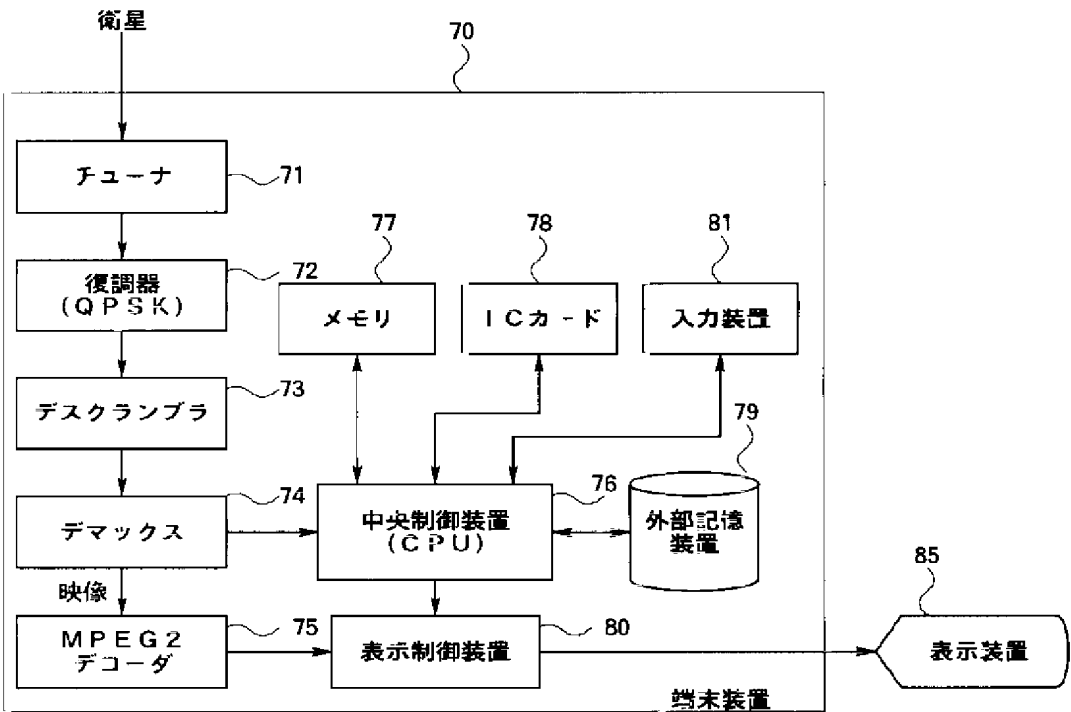 衛星
70
チューナ
71
77
78
81
復調器
(QPSK)
72
メモリ
ICカード
入力装置
デスクランブラ
73
79
デマックス
74
中央制御装置
(CPU)
76
外部記憶
装置
映像
85
MPEG2
デコーダ
75
表示制御装置
80
表示装置
端末装置